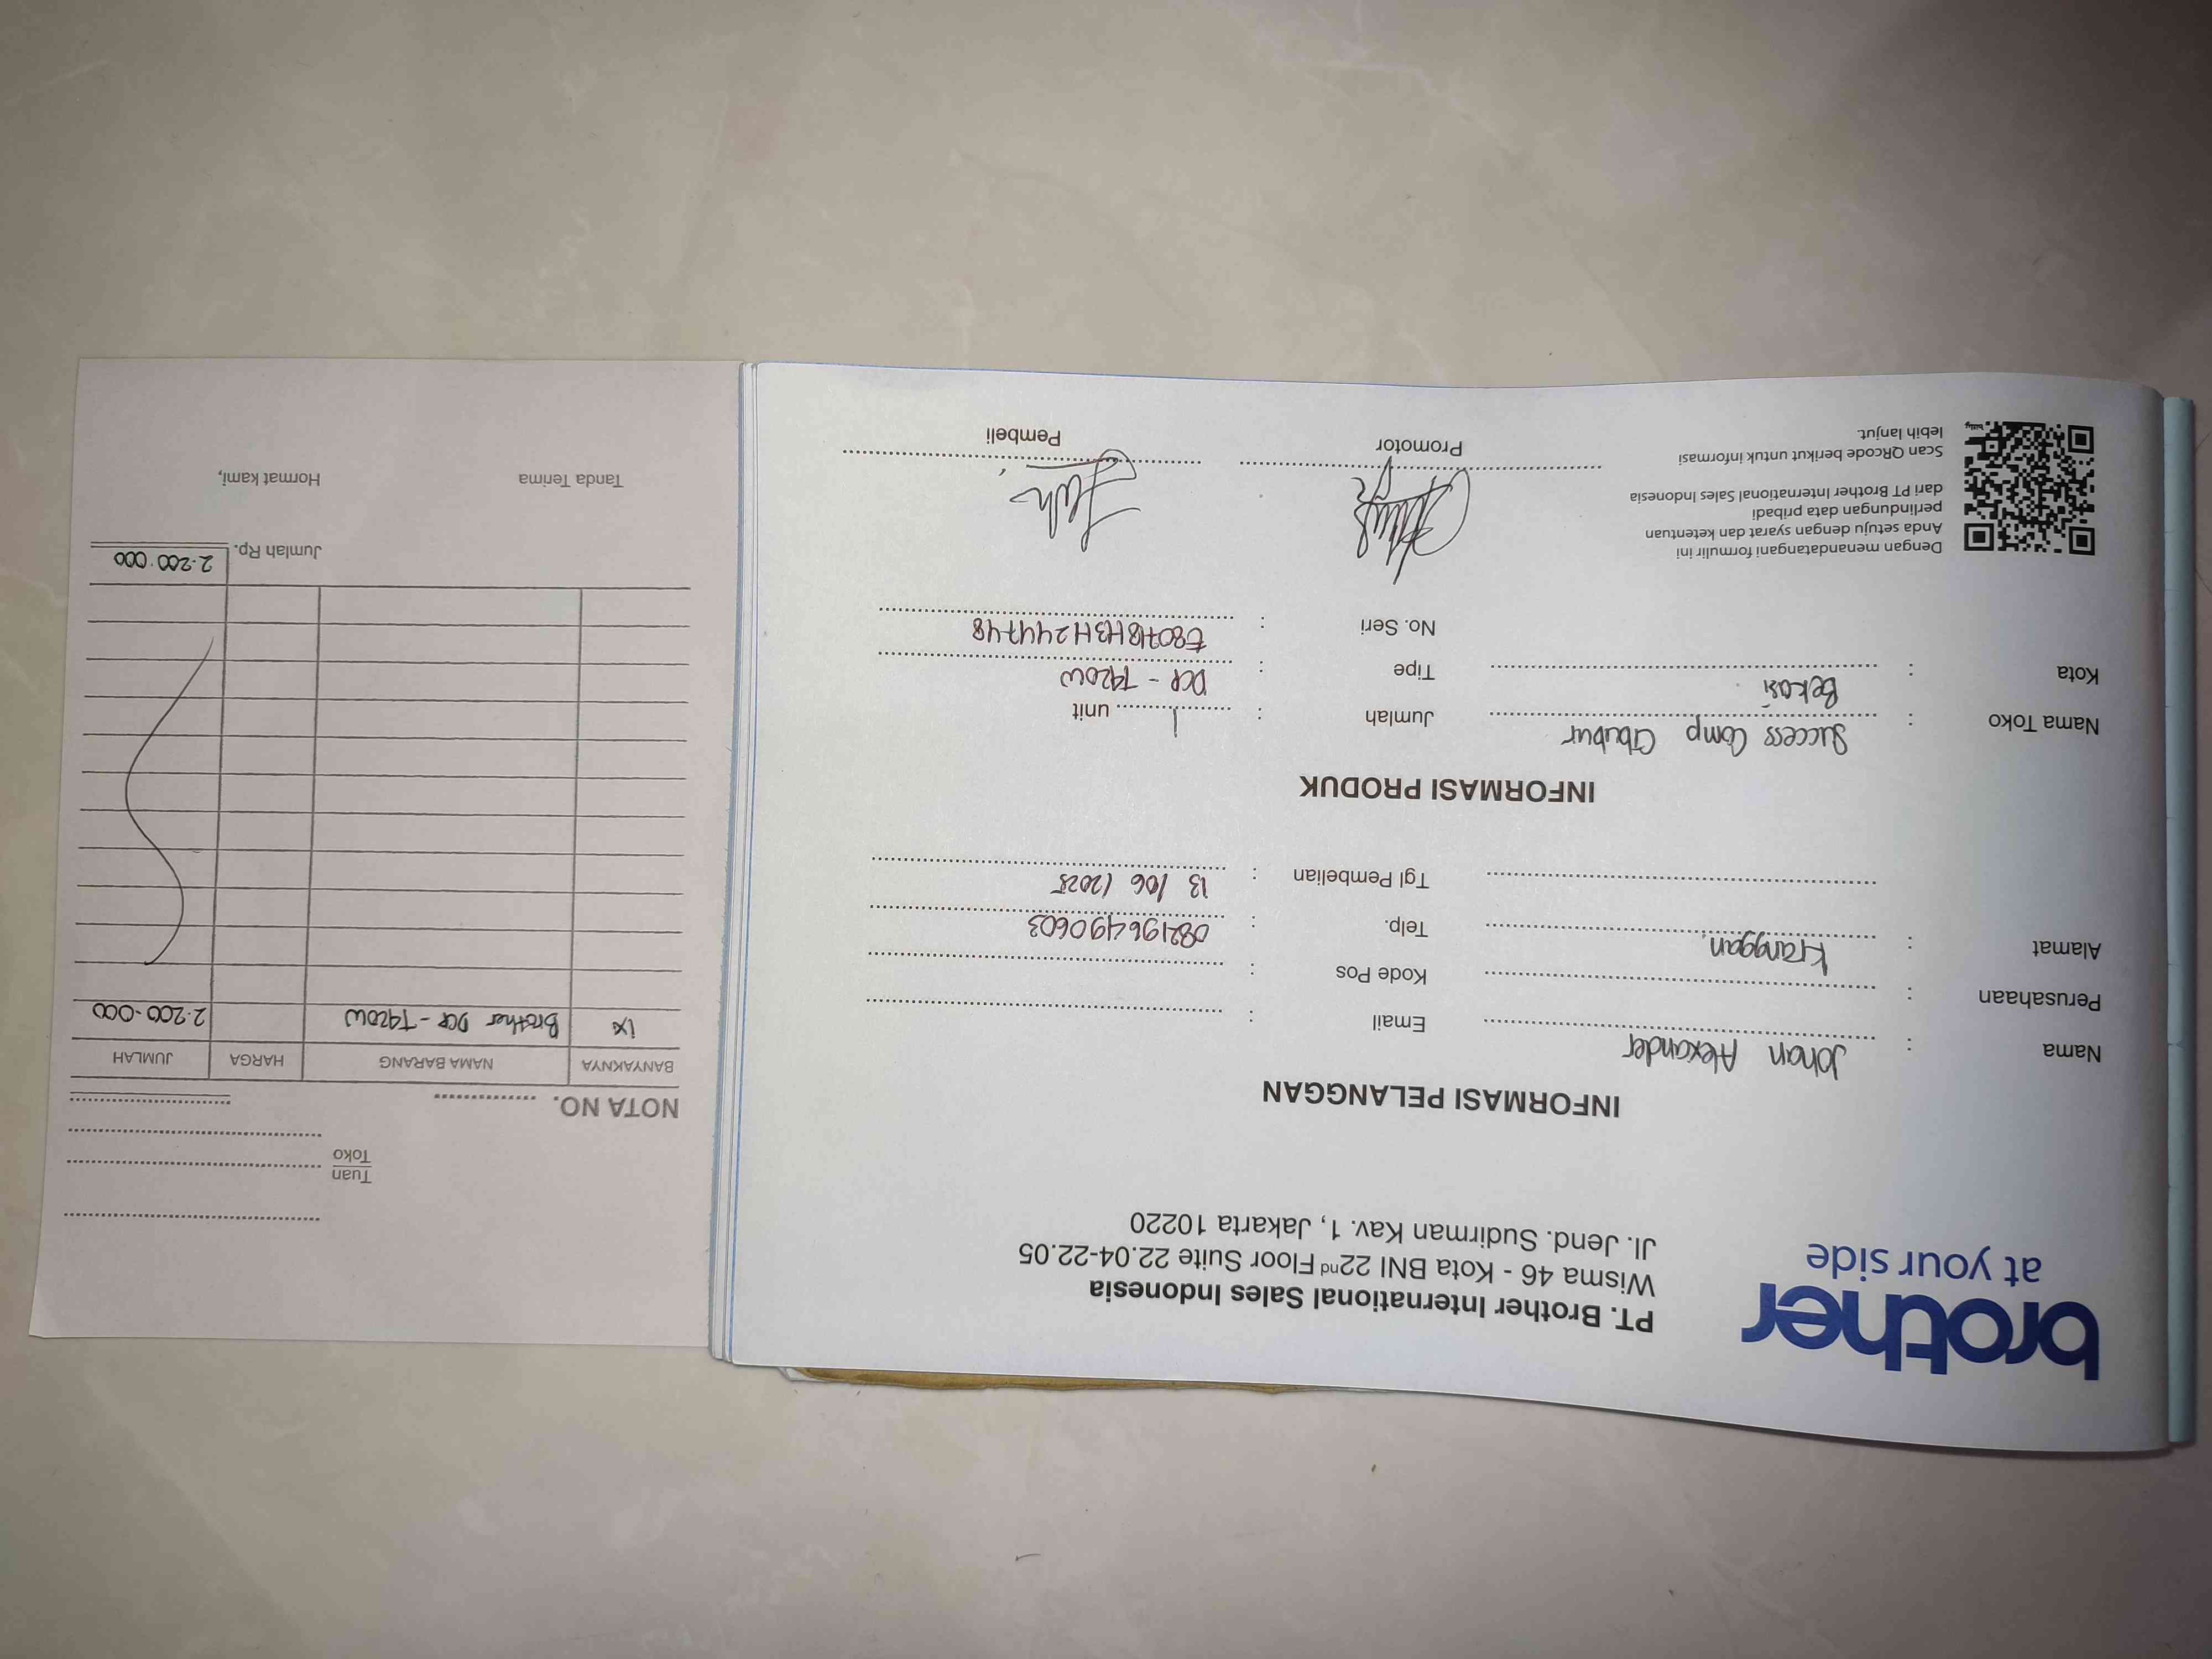 brother
at your side
PT. Brother International Sales Indonesia
Wisma 46 - Kota BNI 22nd Floor Suite 22.04-22.05
Jl. Jend. Sudirman Kav. 1, Jakarta 10220
INFORMASI PELANGGAN
Nama : Johan Alexander
Perusahaan :
Alamat : Kranggan
Email :
Kode Pos :
Telp. : 082196490603
Tgl Pembelian : 13/06/2025
INFORMASI PRODUK
Nama Toko : Success Comp Cibubur
Kota : Bekasi
Jumlah : 1 unit
Tipe : DCP - T420W
No. Seri : E80718H3H244748
Dengan menandatangani formulir ini
Anda setuju dengan syarat dan ketentuan
perlindungan data pribadi
dari PT Brother International Sales Indonesia
Scan QRcode berikut untuk informasi
lebih lanjut.
Promotor
Pembeli
Tuan
Toko
NOTA NO.
BANYAKNYA NAMA BARANG HARGA JUMLAH
1x Brother DCP - T420W 2.200.000
Jumlah Rp. 2.200.000
Tanda Terima Hormat kami,